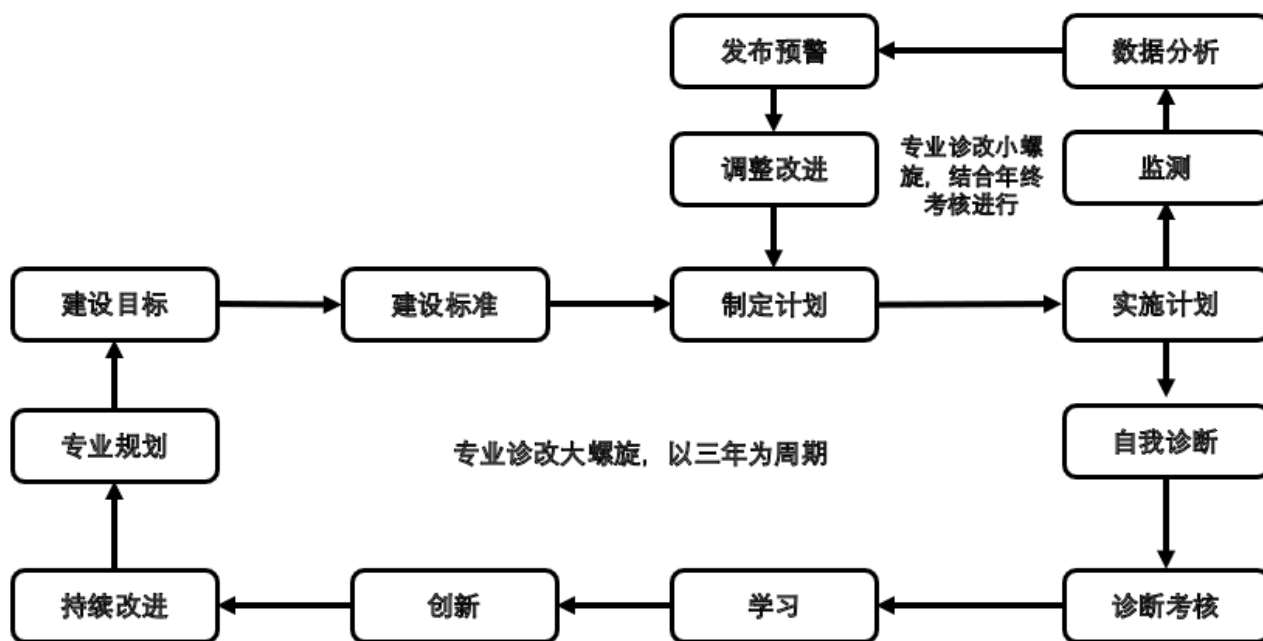 发布预警
数据分析
调整改进
专业诊改小螺
旋，结合年终
考核进行
监测
建设目标
建设标准
制定计划
实施计划
专业规划
专业诊改大螺旋，以三年为周期
自我诊断
持续改进
创新
学习
诊断考核